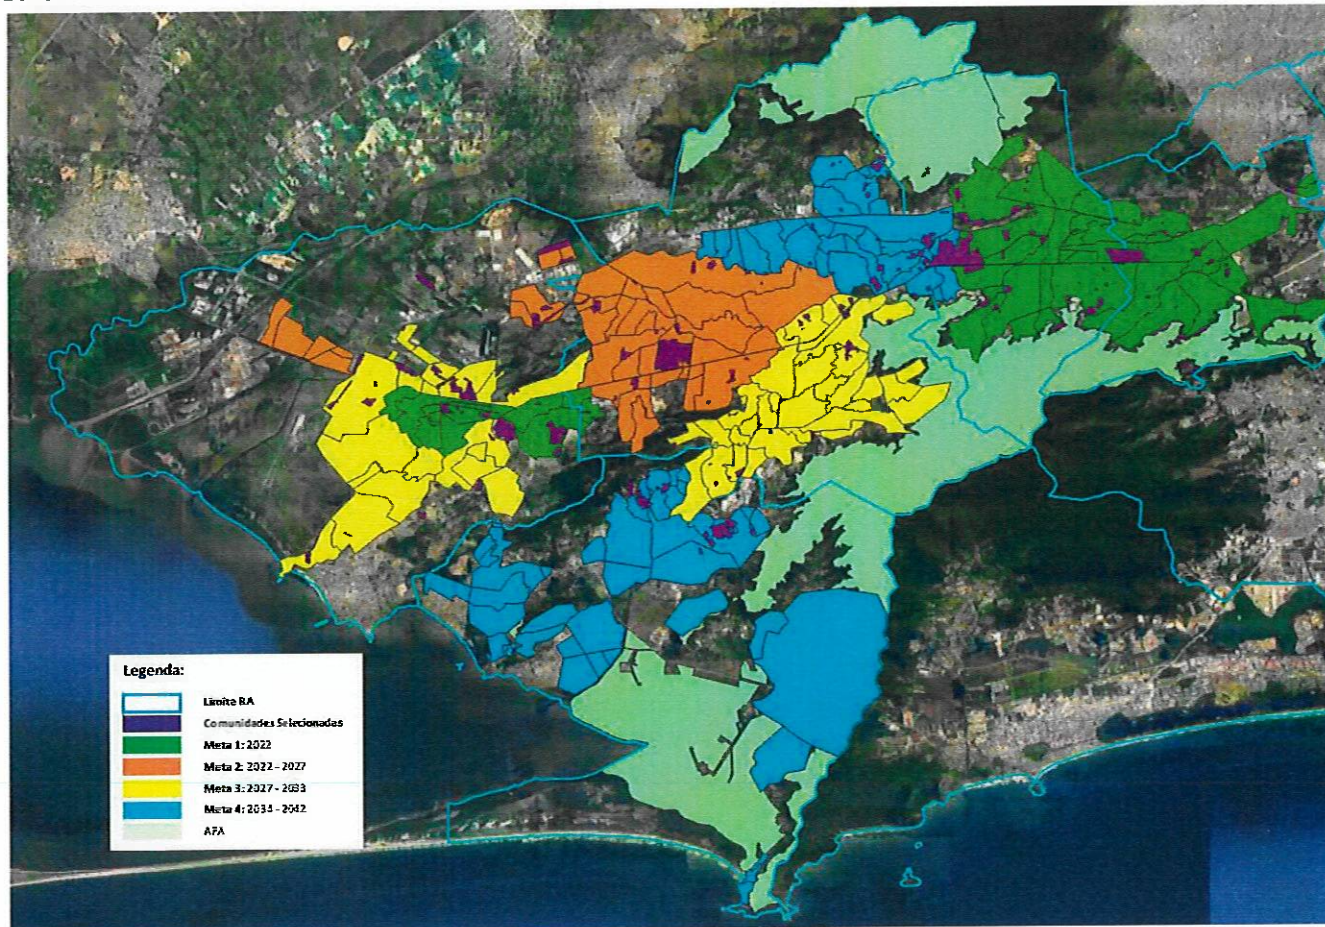 Legenda:
Limite RA
Comunidades Selecionadas
Meta 1: 2022
Meta 2: 2022 - 2027
Meta 3: 2027 - 2033
Meta 4: 2034 - 2042
APA